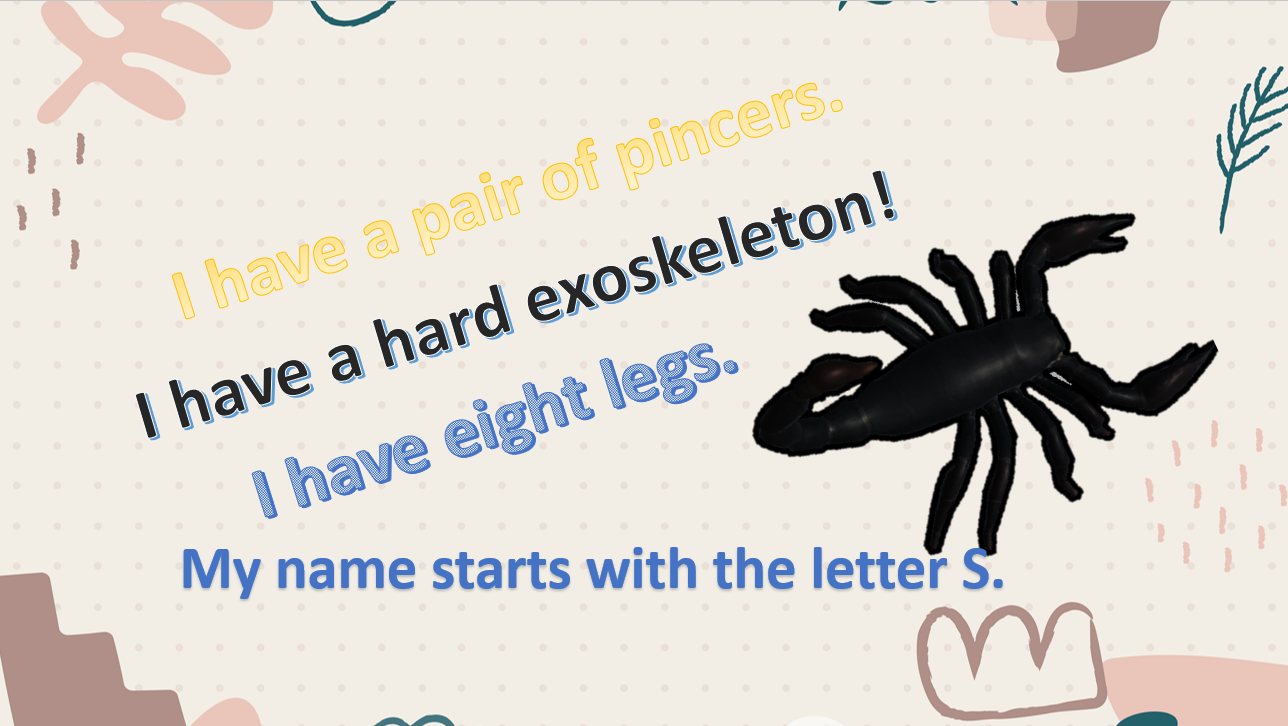 I have a pair of pincers.
I have a hard exoskeleton!
I have eight legs.
My name starts with the letter S.